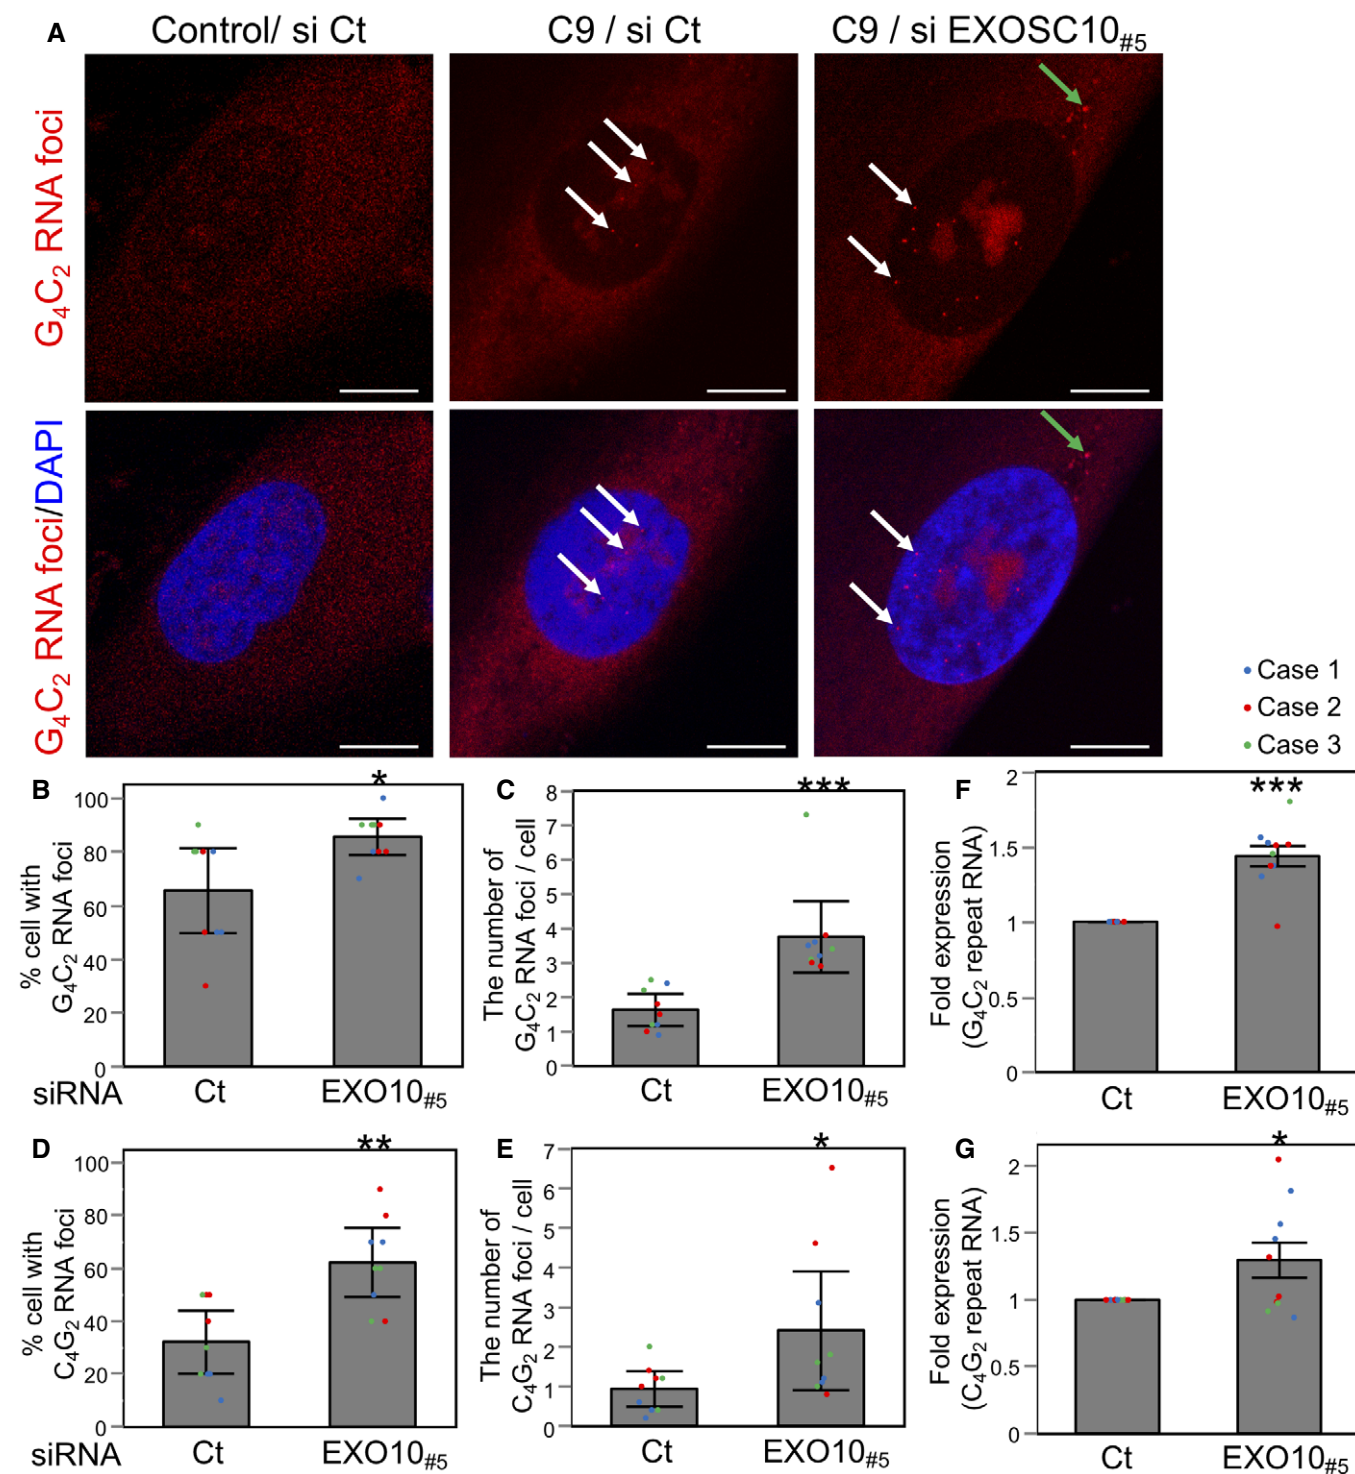 A
Control/ si Ct
C9 / si Ct
C9 / si EXOSC10#5
G4C2 RNA foci
G4C2 RNA foci/DAPI
Case 1
Case 2
Case 3
B
% cell with
G4C2 RNA foci
100
80
60
40
20
0
*
siRNA
Ct
EXO10#5
C
The number of
G4C2 RNA foci / cell
8
7
6
5
4
3
2
1
0
***
Ct
EXO10#5
F
Fold expression
(G4C2 repeat RNA)
2
1.5
1
0.5
0
***
Ct
EXO10#5
D
% cell with
C4G2 RNA foci
100
80
60
40
20
0
**
siRNA
Ct
EXO10#5
E
The number of
C4G2 RNA foci / cell
7
6
5
4
3
2
1
0
*
Ct
EXO10#5
G
Fold expression
(C4G2 repeat RNA)
2
1.5
1
0.5
0
*
Ct
EXO10#5